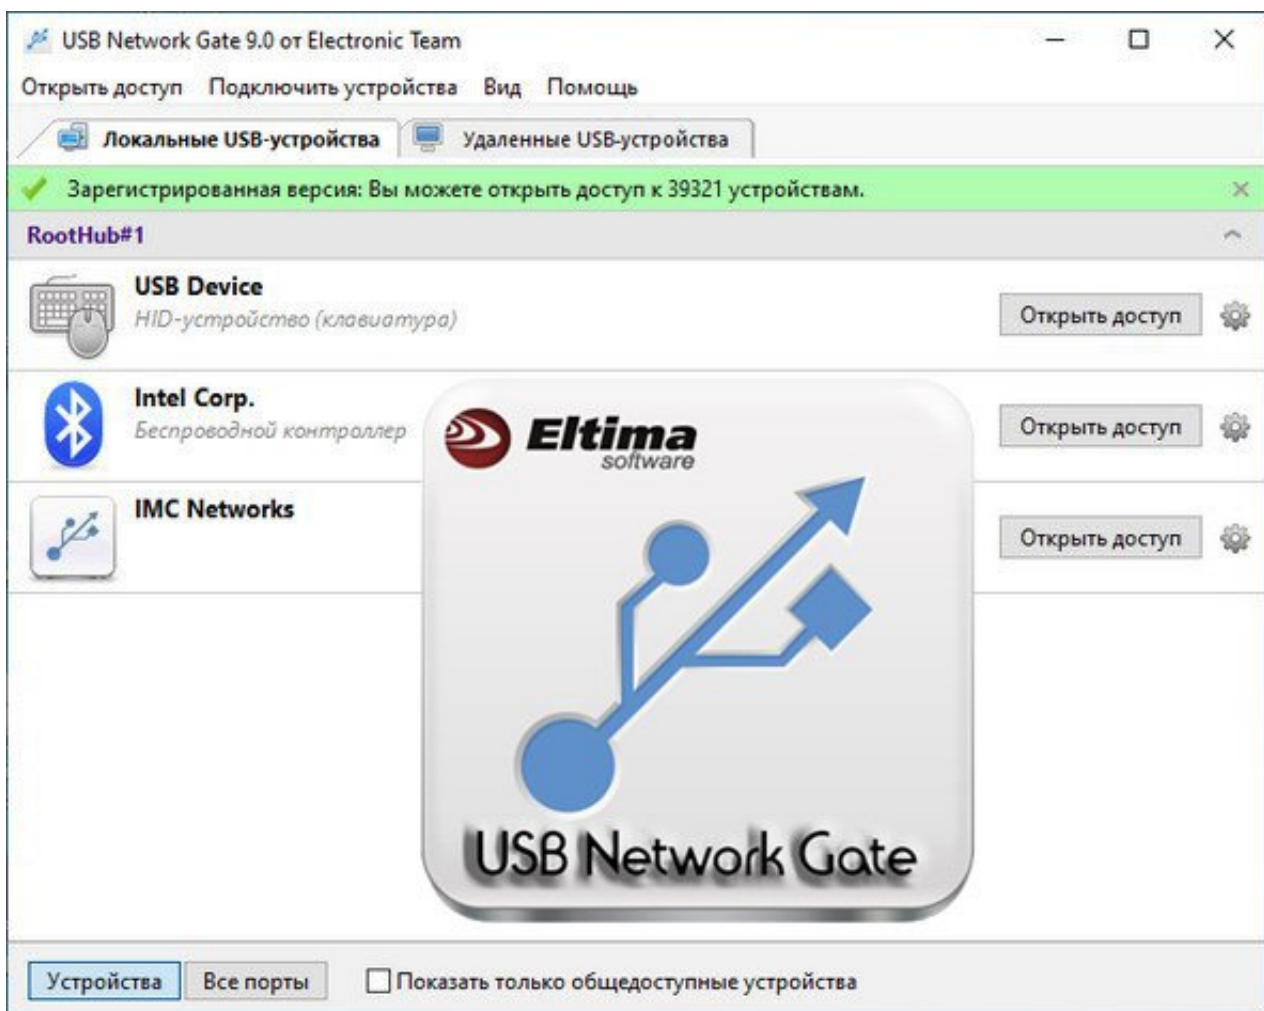 USB Network Gate 9.0 от Electronic Team
Открыть доступ Подключить устройства Вид Помощь
Локальные USB-устройства Удаленные USB-устройства
Зарегистрированная версия: Вы можете открыть доступ к 39321 устройствам.
RootHub#1
USB Device
HID-устройство (клавиатура)
Открыть доступ
Intel Corp.
Беспроводной контроллер
Открыть доступ
Eltima
software
IMC Networks
Открыть доступ
USB Network Gate
Устройства Все порты Показать только общедоступные устройства